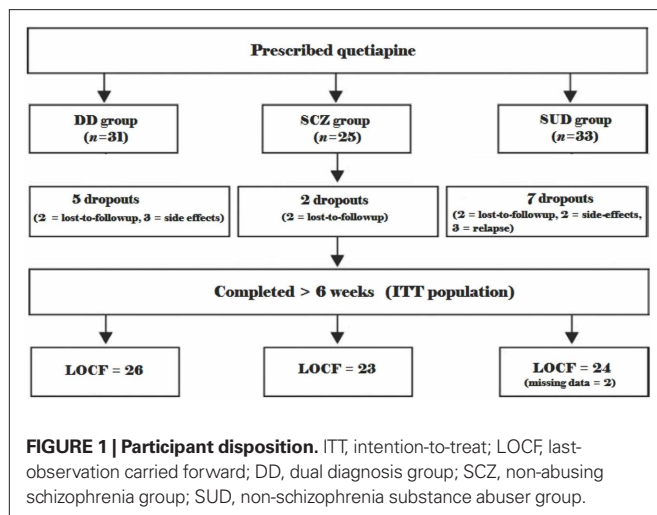 Prescribed quetiapine
DD group
(n=31)
SCZ group
(n=25)
SUD group
(n=33)
5 dropouts
(2 = lost-to-followup, 3 = side effects)
2 dropouts
(2 = lost-to-followup)
7 dropouts
(2 = lost-to-followup, 2 = side-effects,
3 = relapse)
Completed > 6 weeks (ITT population)
LOCF = 26
LOCF = 23
LOCF = 24
(missing data = 2)
FIGURE 1 | Participant disposition. ITT, intention-to-treat; LOCF, last-
observation carried forward; DD, dual diagnosis group; SCZ, non-abusing
schizophrenia group; SUD, non-schizophrenia substance abuser group.